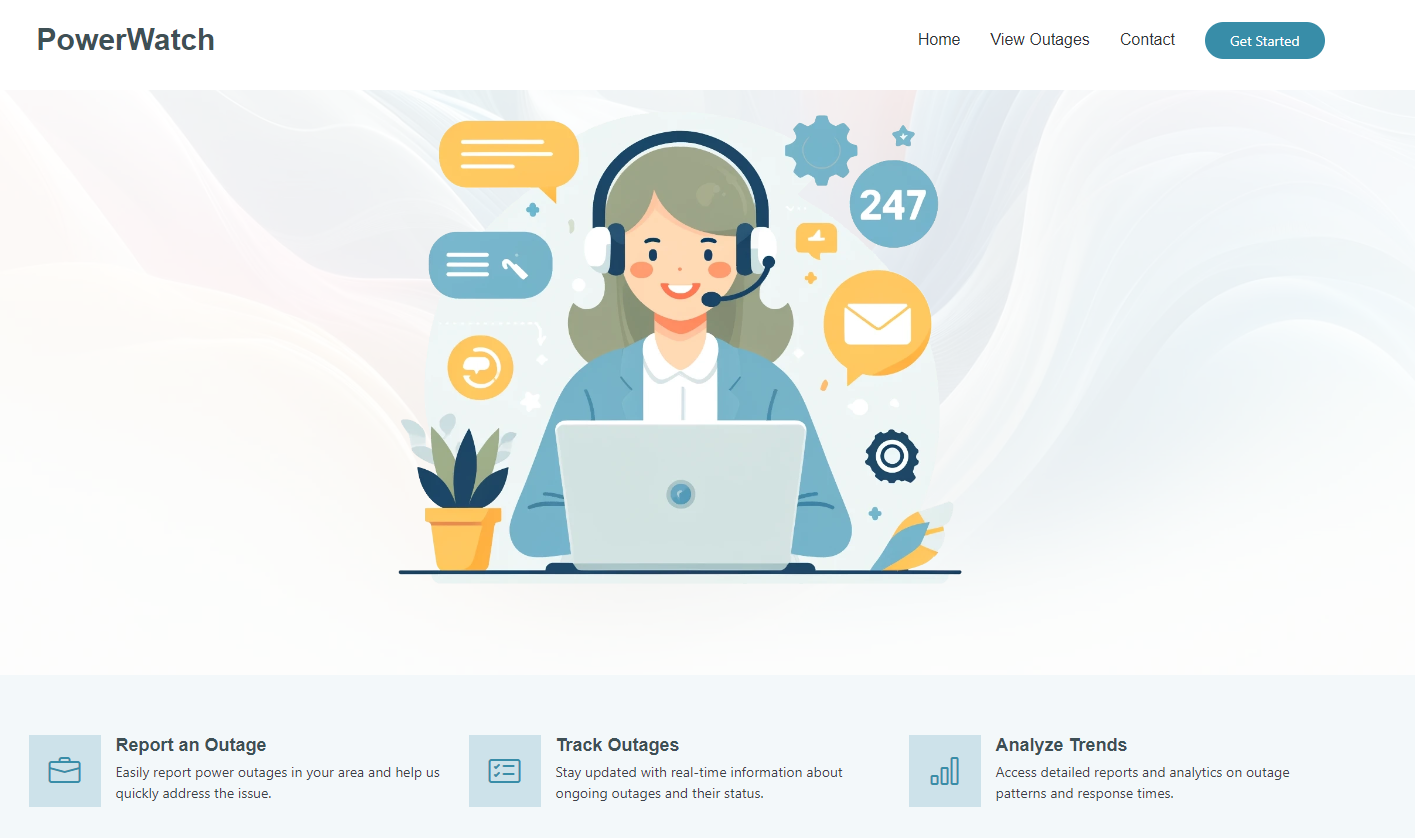 PowerWatch
Home
View Outages
Contact
Get Started
247
Report an Outage
Easily report power outages in your area and help us
quickly address the issue.
Track Outages
Stay updated with real-time information about
ongoing outages and their status.
Analyze Trends
Access detailed reports and analytics on outage
patterns and response times.